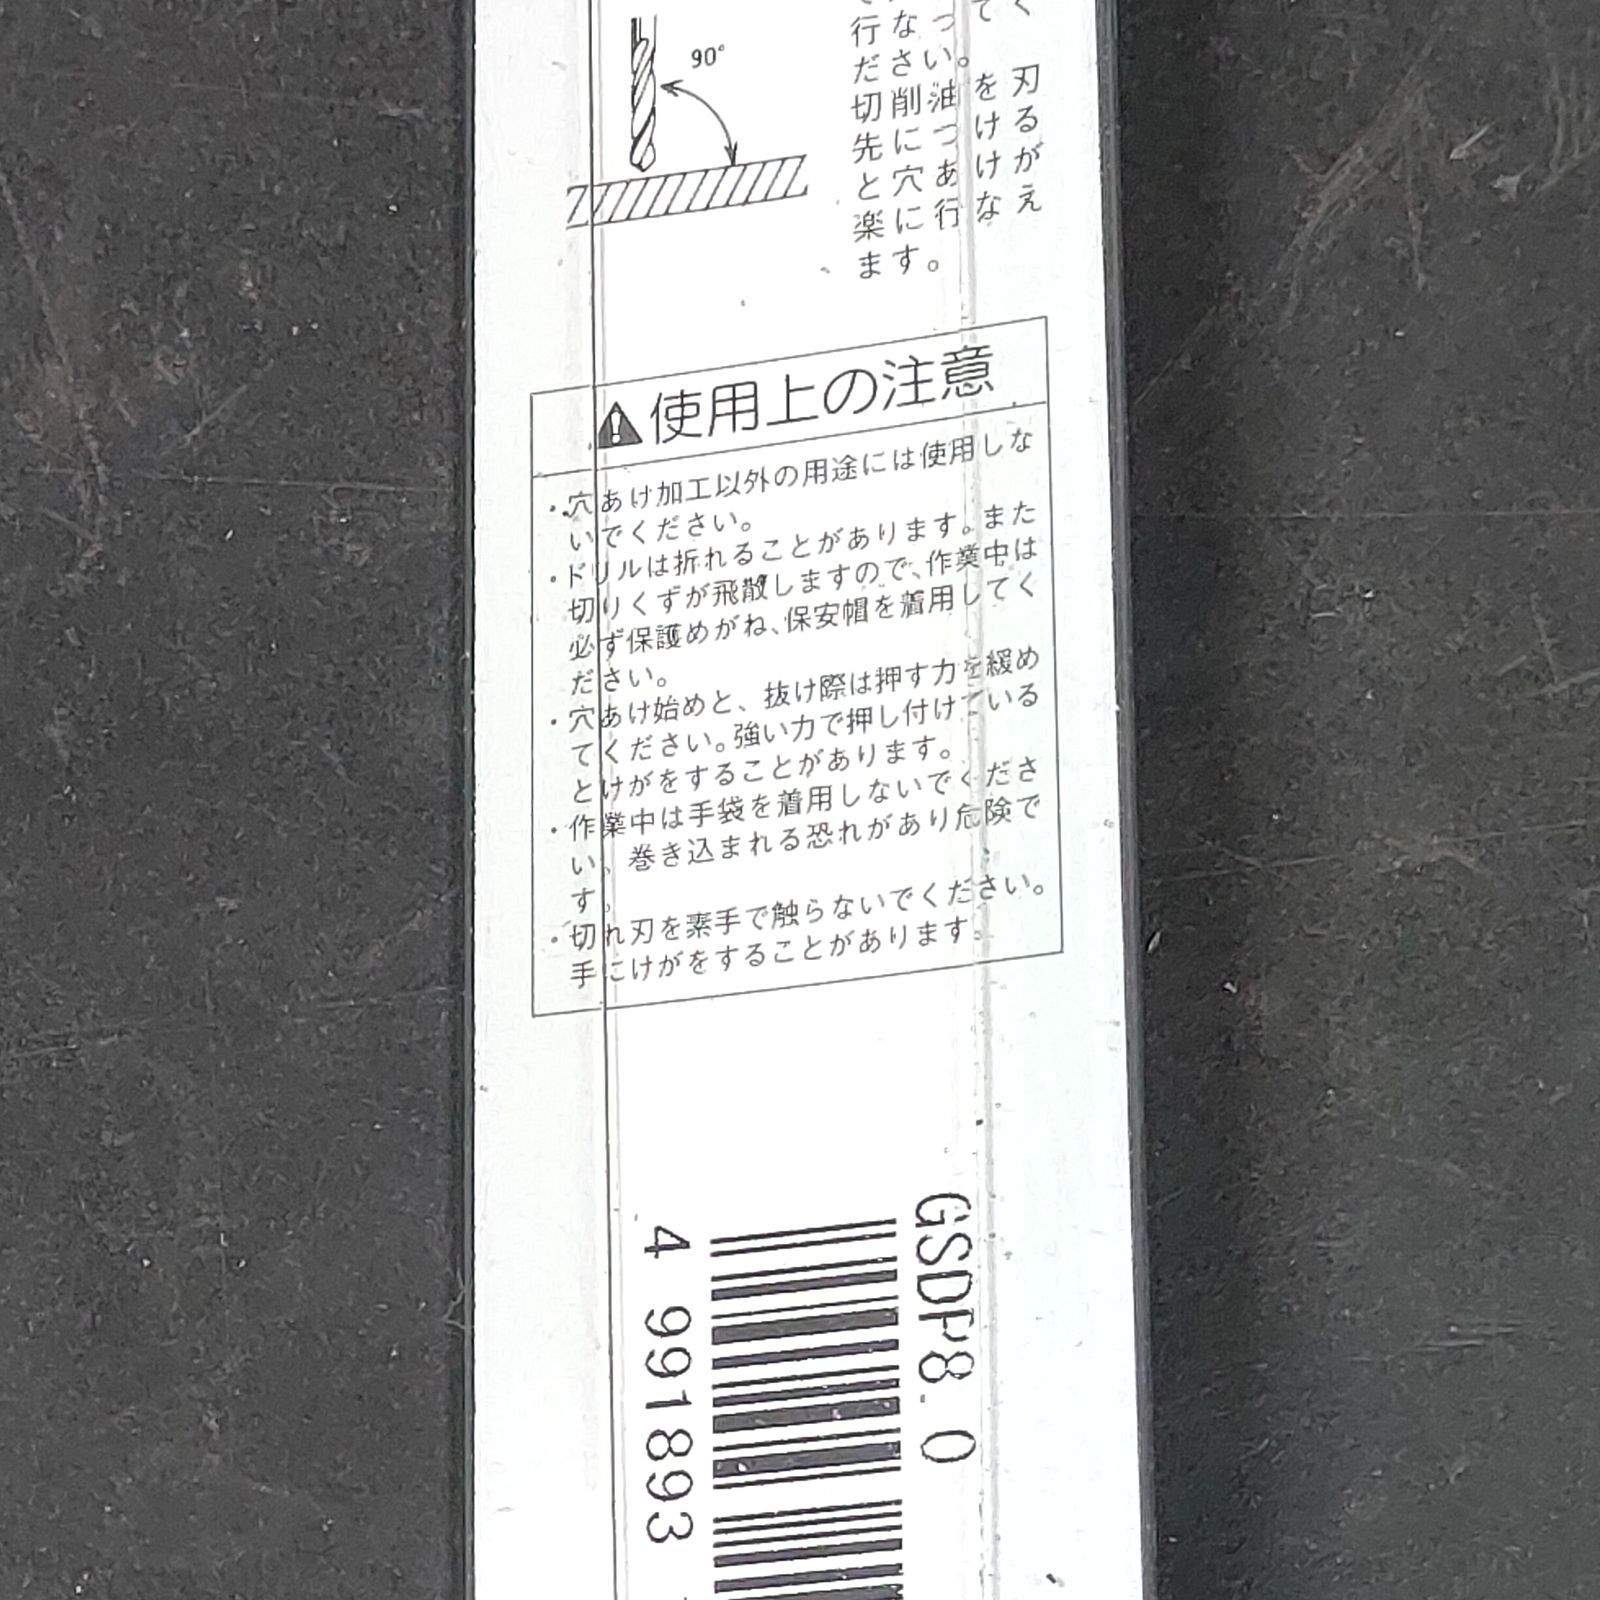 90°
行なっ
ださい。
切削油を刃
先につける
と穴あけが
楽に行なえ
ます。
使用上の注意
・穴あけ加工以外の用途には使用しな
いでください。
・ドリルは折れることがあります。また
切りくずが飛散しますので、作業中は
必ず保護めがね、保安帽を着用してく
ださい。
・穴あけ始めと、抜け際は押す力を緩め
てください。強い力で押し付けている
とけがをすることがあります。
・作業中は手袋を着用しないでくださ
い、巻き込まれる恐れがあり危険で
す。
・切れ刃を素手で触らないでください。
手にけがをすることがあります。
GSDP8.0
4 991893